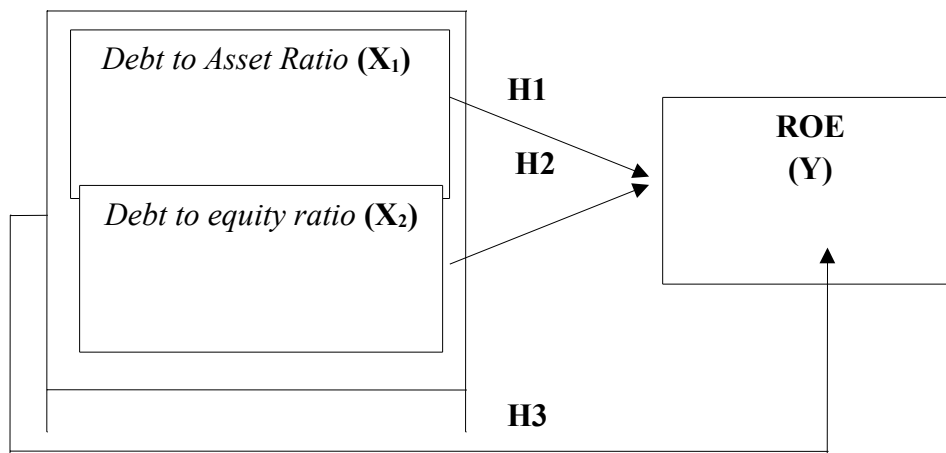 Debt to Asset Ratio (X₁)
H1
ROE
(Y)
H2
Debt to equity ratio (X₂)
H3